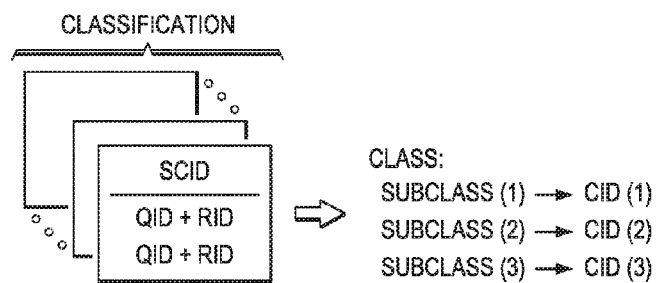 CLASSIFICATION
SCID
QID + RID
QID + RID
CLASS:
SUBCLASS (1) → CID (1)
SUBCLASS (2) → CID (2)
SUBCLASS (3) → CID (3)